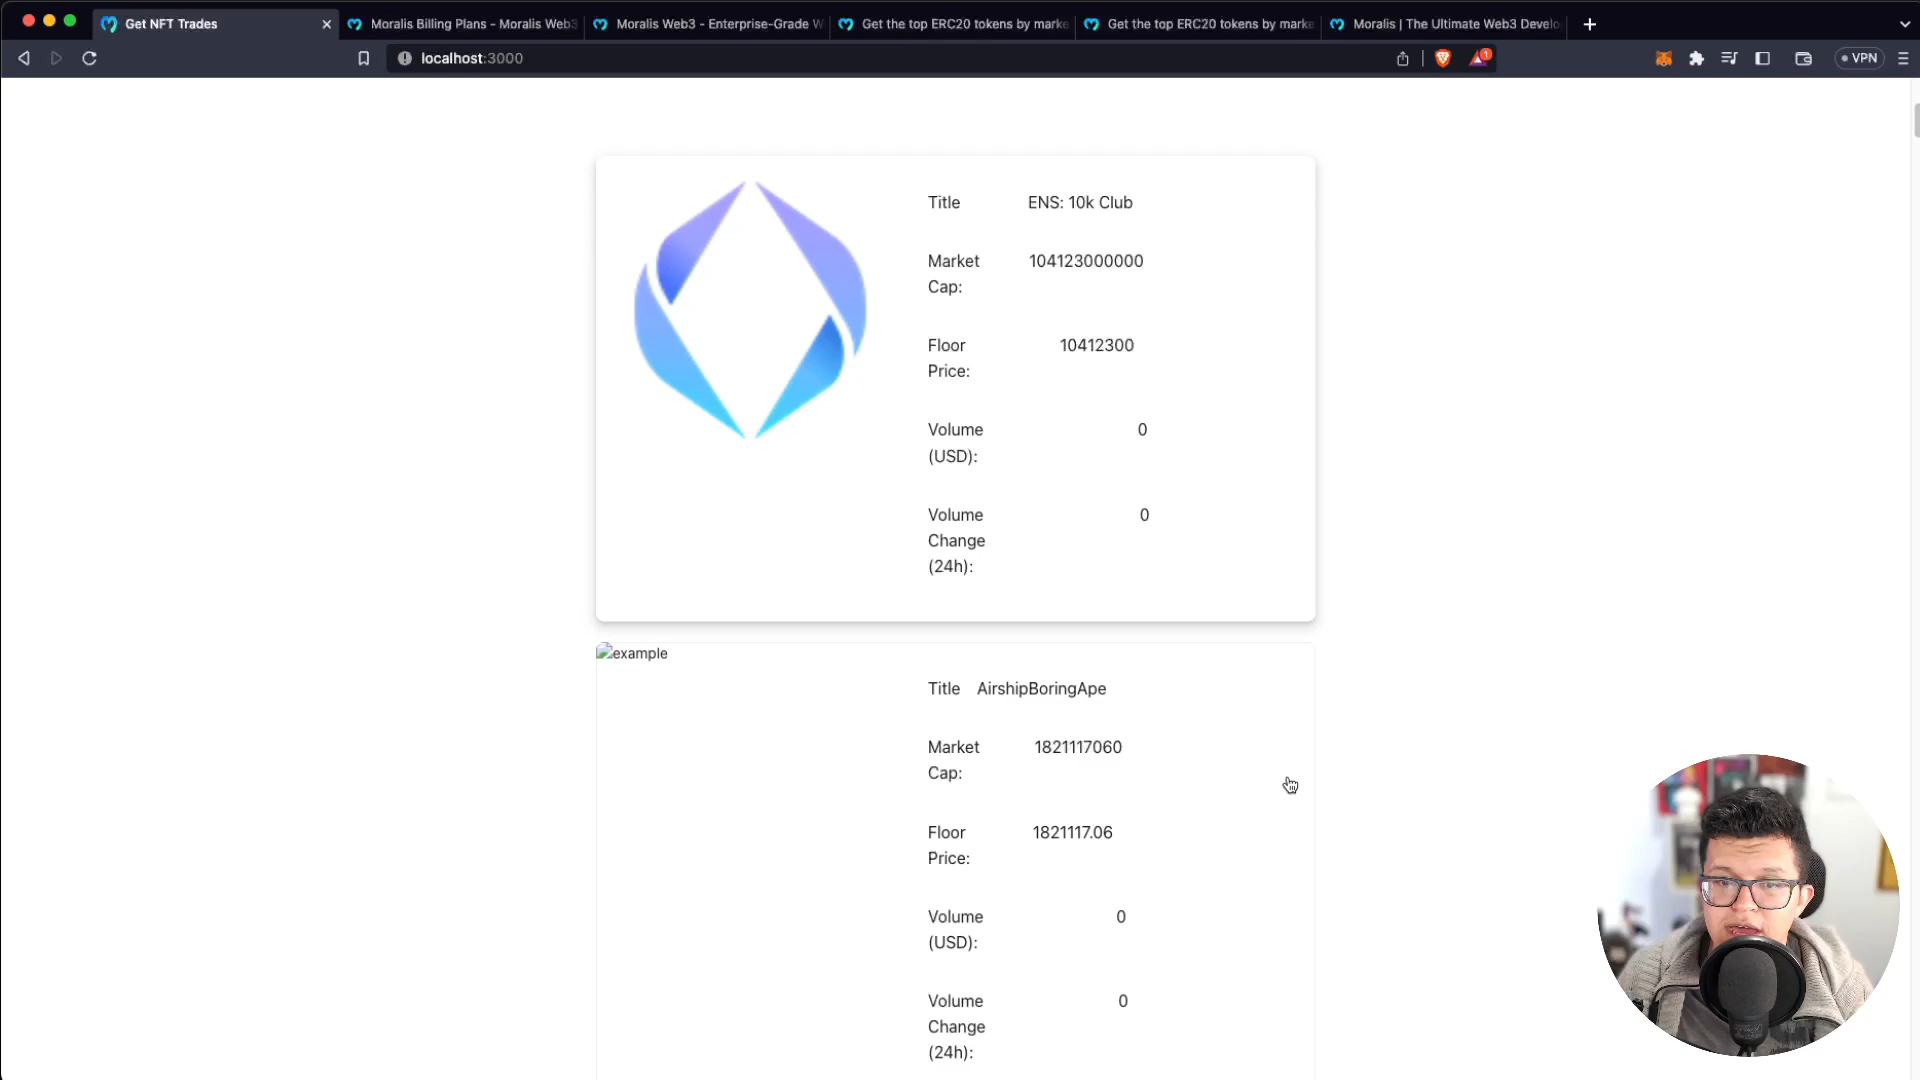 Get NFT Trades
Moralis Billing Plans - Moralis Web3
Moralis Web3 - Enterprise-Grade W
Get the top ERC20 tokens by marke
Get the top ERC20 tokens by marke
Moralis | The Ultimate Web3 Develo
localhost:3000
1
VPN
Title ENS: 10k Club
Market 104123000000
Cap:
Floor 10412300
Price:
Volume 0
(USD):
Volume 0
Change
(24h):
example
Title AirshipBoringApe
Market 1821117060
Cap:
Floor 1821117.06
Price:
Volume 0
(USD):
Volume 0
Change
(24h):